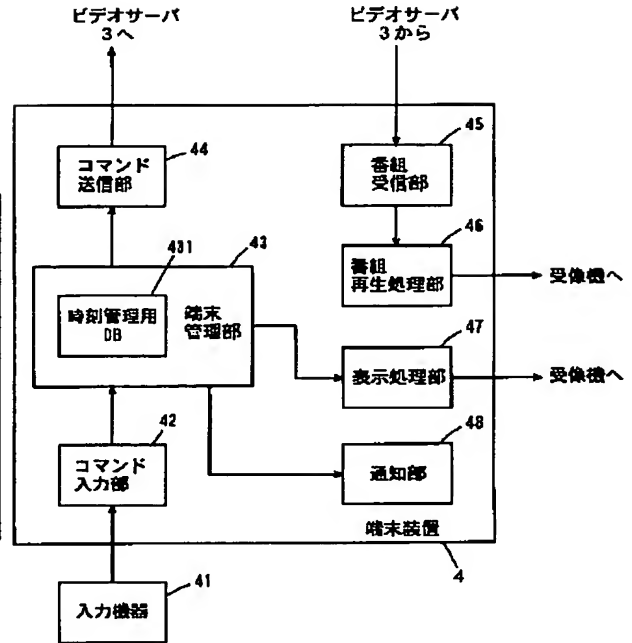 ビデオサーバ
3へ
ビデオサーバ
3から
44
コマンド
送信部
45
番組
受信部
46
番組
再生処理部
受像機へ
43
431
時刻管理用
DB
端末
管理部
47
表示処理部
受像機へ
42
コマンド
入力部
48
通知部
端末装置
4
41
入力機器